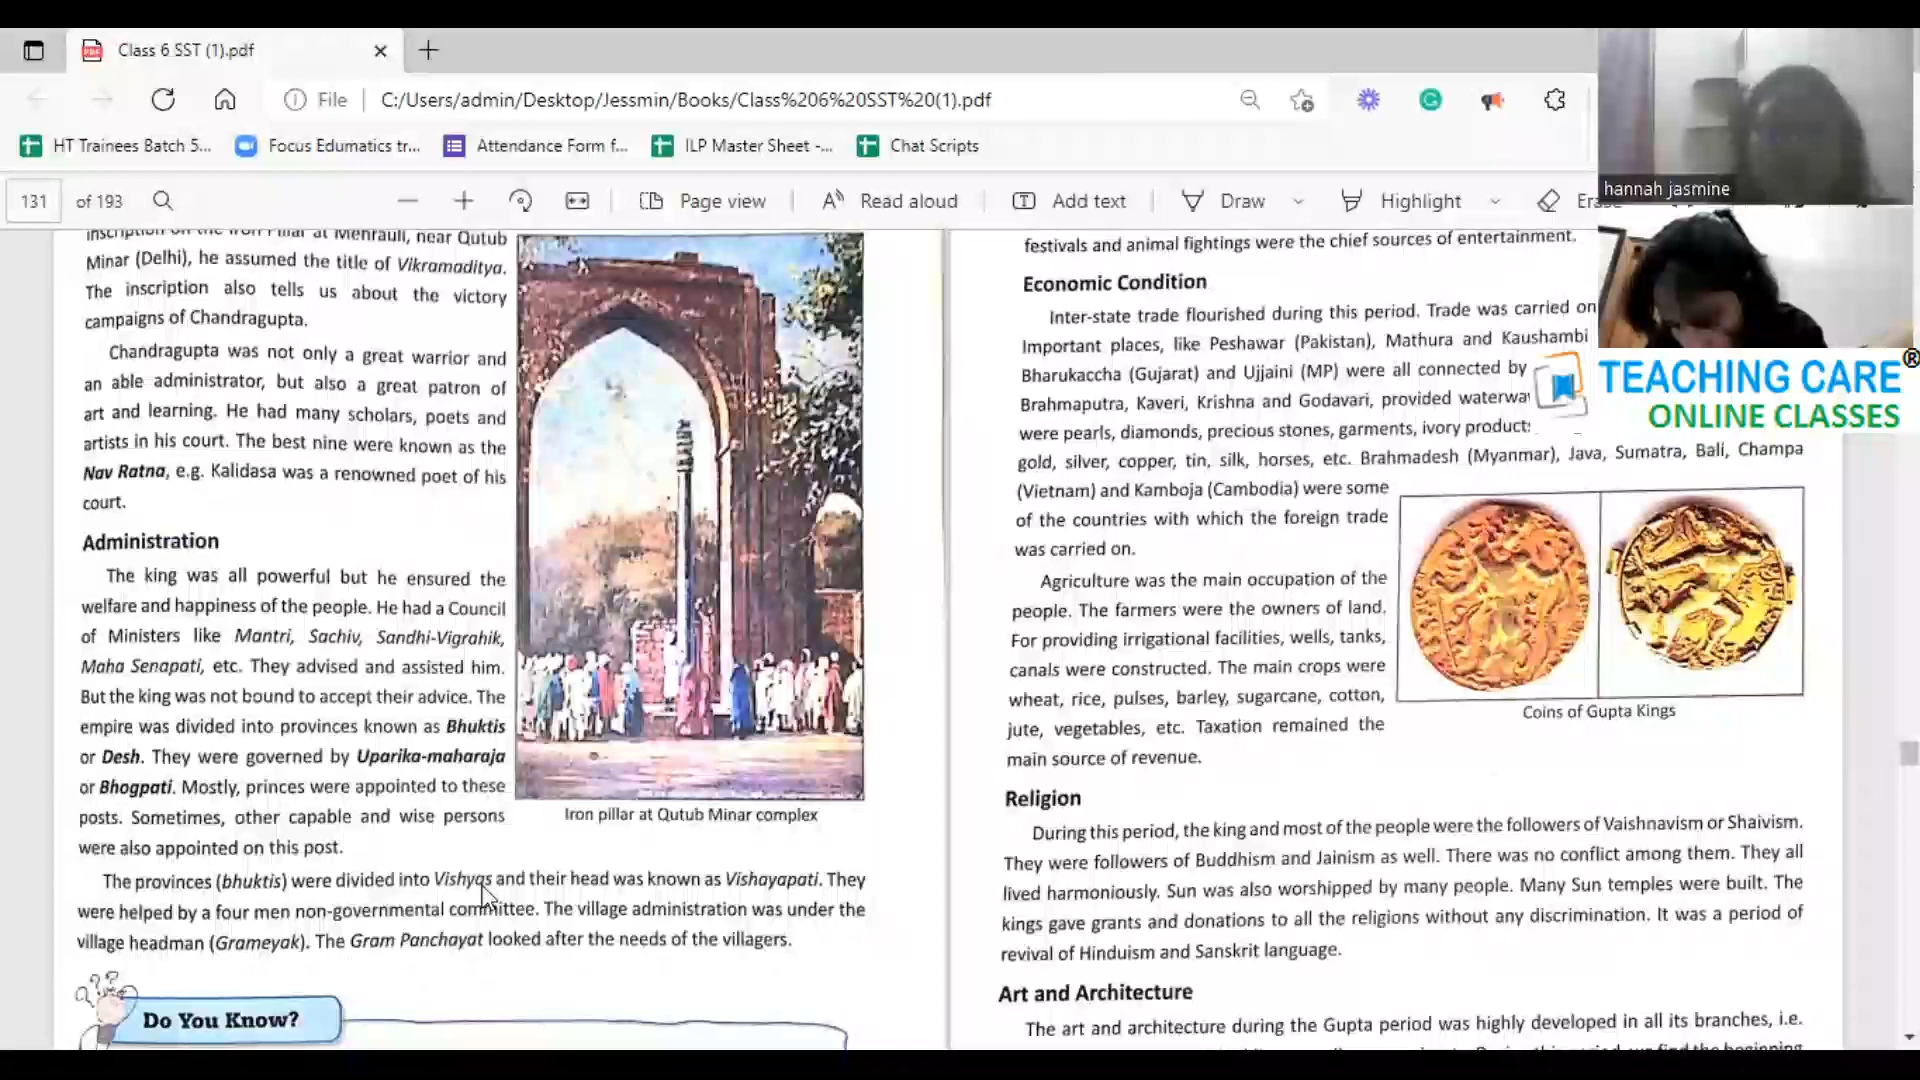 Class 6 SST (1).pdf
File
C:/Users/admin/Desktop/Jessmin/Books/Class%206%20SST%20(1).pdf
HT Trainees Batch 5...
Focus Edumatics tr...
Attendance Form f...
ILP Master Sheet -...
Chat Scripts
131 of 193
Page view
Read aloud
Add text
Draw
Highlight
hannah jasmine
TEACHING CARE®
ONLINE CLASSES
inscription on the Iron Pillar at Mehrauli, near Qutub
Minar (Delhi), he assumed the title of Vikramaditya.
The inscription also tells us about the victory
campaigns of Chandragupta.
Chandragupta was not only a great warrior and
an able administrator, but also a great patron of
art and learning. He had many scholars, poets and
artists in his court. The best nine were known as the
Nav Ratna, e.g. Kalidasa was a renowned poet of his
court.
Administration
The king was all powerful but he ensured the
welfare and happiness of the people. He had a Council
of Ministers like Mantri, Sachiv, Sandhi-Vigrahik,
Maha Senapati, etc. They advised and assisted him.
But the king was not bound to accept their advice. The
empire was divided into provinces known as Bhuktis
or Desh. They were governed by Uparika-maharaja
or Bhogpati. Mostly, princes were appointed to these
posts. Sometimes, other capable and wise persons
were also appointed on this post.
Iron pillar at Qutub Minar complex
The provinces (bhuktis) were divided into Vishyas and their head was known as Vishayapati. They
were helped by a four men non-governmental committee. The village administration was under the
village headman (Grameyak). The Gram Panchayat looked after the needs of the villagers.
Do You Know?
festivals and animal fightings were the chief sources of entertainment.
Economic Condition
Inter-state trade flourished during this period. Trade was carried on
Important places, like Peshawar (Pakistan), Mathura and Kaushambi
Bharukaccha (Gujarat) and Ujjaini (MP) were all connected by
Brahmaputra, Kaveri, Krishna and Godavari, provided
were pearls, diamonds, precious stones, garments, ivory
gold, silver, copper, tin, silk, horses, etc. Brahmadesh (Myanmar), Java, Sumatra, Bali, Champa
(Vietnam) and Kamboja (Cambodia) were some
of the countries with which the foreign trade
was carried on.
Agriculture was the main occupation of the
people. The farmers were the owners of land.
For providing irrigational facilities, wells, tanks,
canals were constructed. The main crops were
wheat, rice, pulses, barley, sugarcane, cotton,
jute, vegetables, etc. Taxation remained the
main source of revenue.
Coins of Gupta Kings
Religion
During this period, the king and most of the people were the followers of Vaishnavism or Shaivism.
They were followers of Buddhism and Jainism as well. There was no conflict among them. They all
lived harmoniously. Sun was also worshipped by many people. Many Sun temples were built. The
kings gave grants and donations to all the religions without any discrimination. It was a period of
revival of Hinduism and Sanskrit language.
Art and Architecture
The art and architecture during the Gupta period was highly developed in all its branches, i.e.